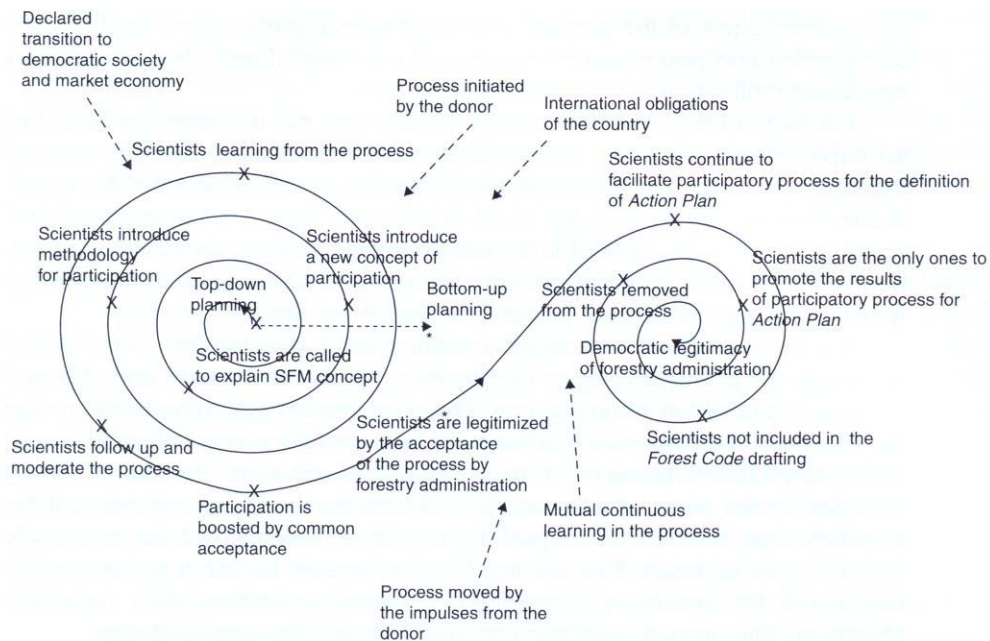 Declared
transition to
democratic society
and market economy
Process initiated
by the donor
International obligations
of the country
Scientists learning from the process
Scientists continue to
facilitate participatory process for the definition
of Action Plan
Scientists introduce
methodology
for participation
Scientists introduce
a new concept of
participation
Scientists are the only ones to
promote the results
of participatory process for
Action Plan
Top-down
planning
Bottom-up
planning
*
Scientists removed
from the process
Scientists are called
to explain SFM concept
Democratic legitimacy
of forestry administration
*
Scientists are legitimized
by the acceptance
of the process by
forestry administration
Scientists follow up and
moderate the process
Scientists not included in the
Forest Code drafting
Participation is
boosted by common
acceptance
Mutual continuous
learning in the process
Process moved by
the impulses from the
donor